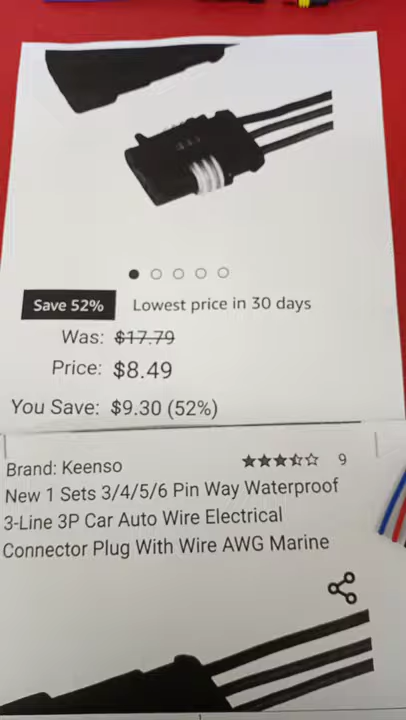 Save 52% Lowest price in 30 days
Was: $17.79
Price: $8.49
You Save: $9.30 (52%)
Brand: Keenso 9
New 1 Sets 3/4/5/6 Pin Way Waterproof
3-Line 3P Car Auto Wire Electrical
Connector Plug With Wire AWG Marine